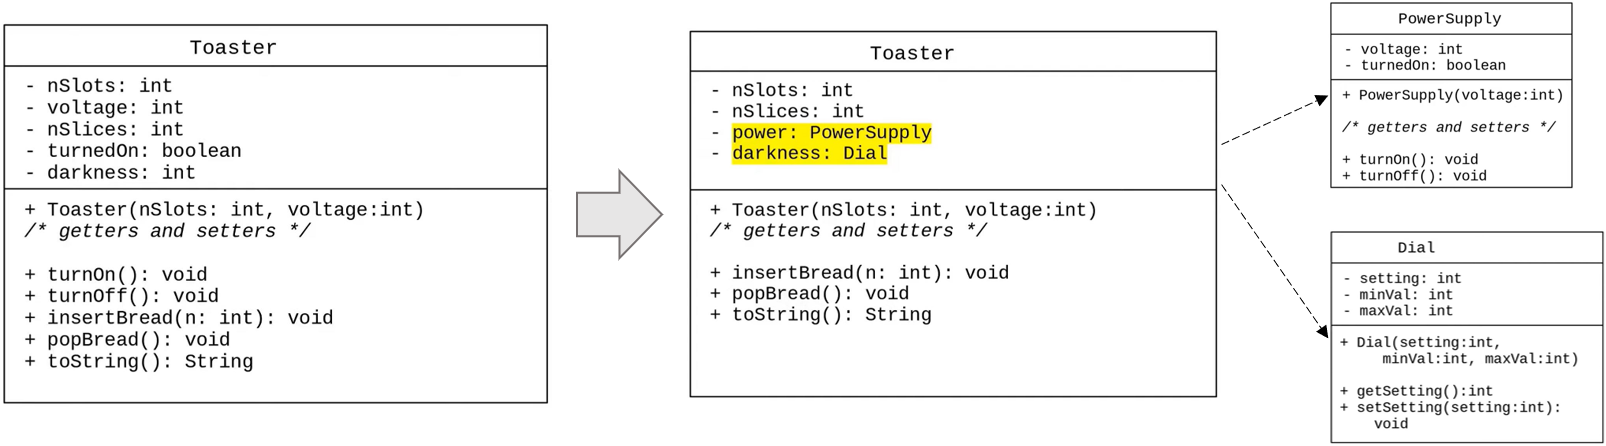 Toaster
- nSlots: int
- voltage: int
- nSlices: int
- turnedOn: boolean
- darkness: int
+ Toaster(nSlots: int, voltage:int)
/* getters and setters */
+ turnOn(): void
+ turnOff(): void
+ insertBread(n: int): void
+ popBread(): void
+ toString(): String
Toaster
- nSlots: int
- nSlices: int
- power: PowerSupply
- darkness: Dial
+ Toaster(nSlots: int, voltage:int)
/* getters and setters */
+ insertBread(n: int): void
+ popBread(): void
+ toString(): String
PowerSupply
- voltage: int
- turnedOn: boolean
+ PowerSupply(voltage:int)
/* getters and setters */
+ turnOn(): void
+ turnOff(): void
Dial
- setting: int
- minVal: int
- maxVal: int
+ Dial(setting:int,
minVal:int, maxVal:int)
+ getSetting():int
+ setSetting(setting:int):
void